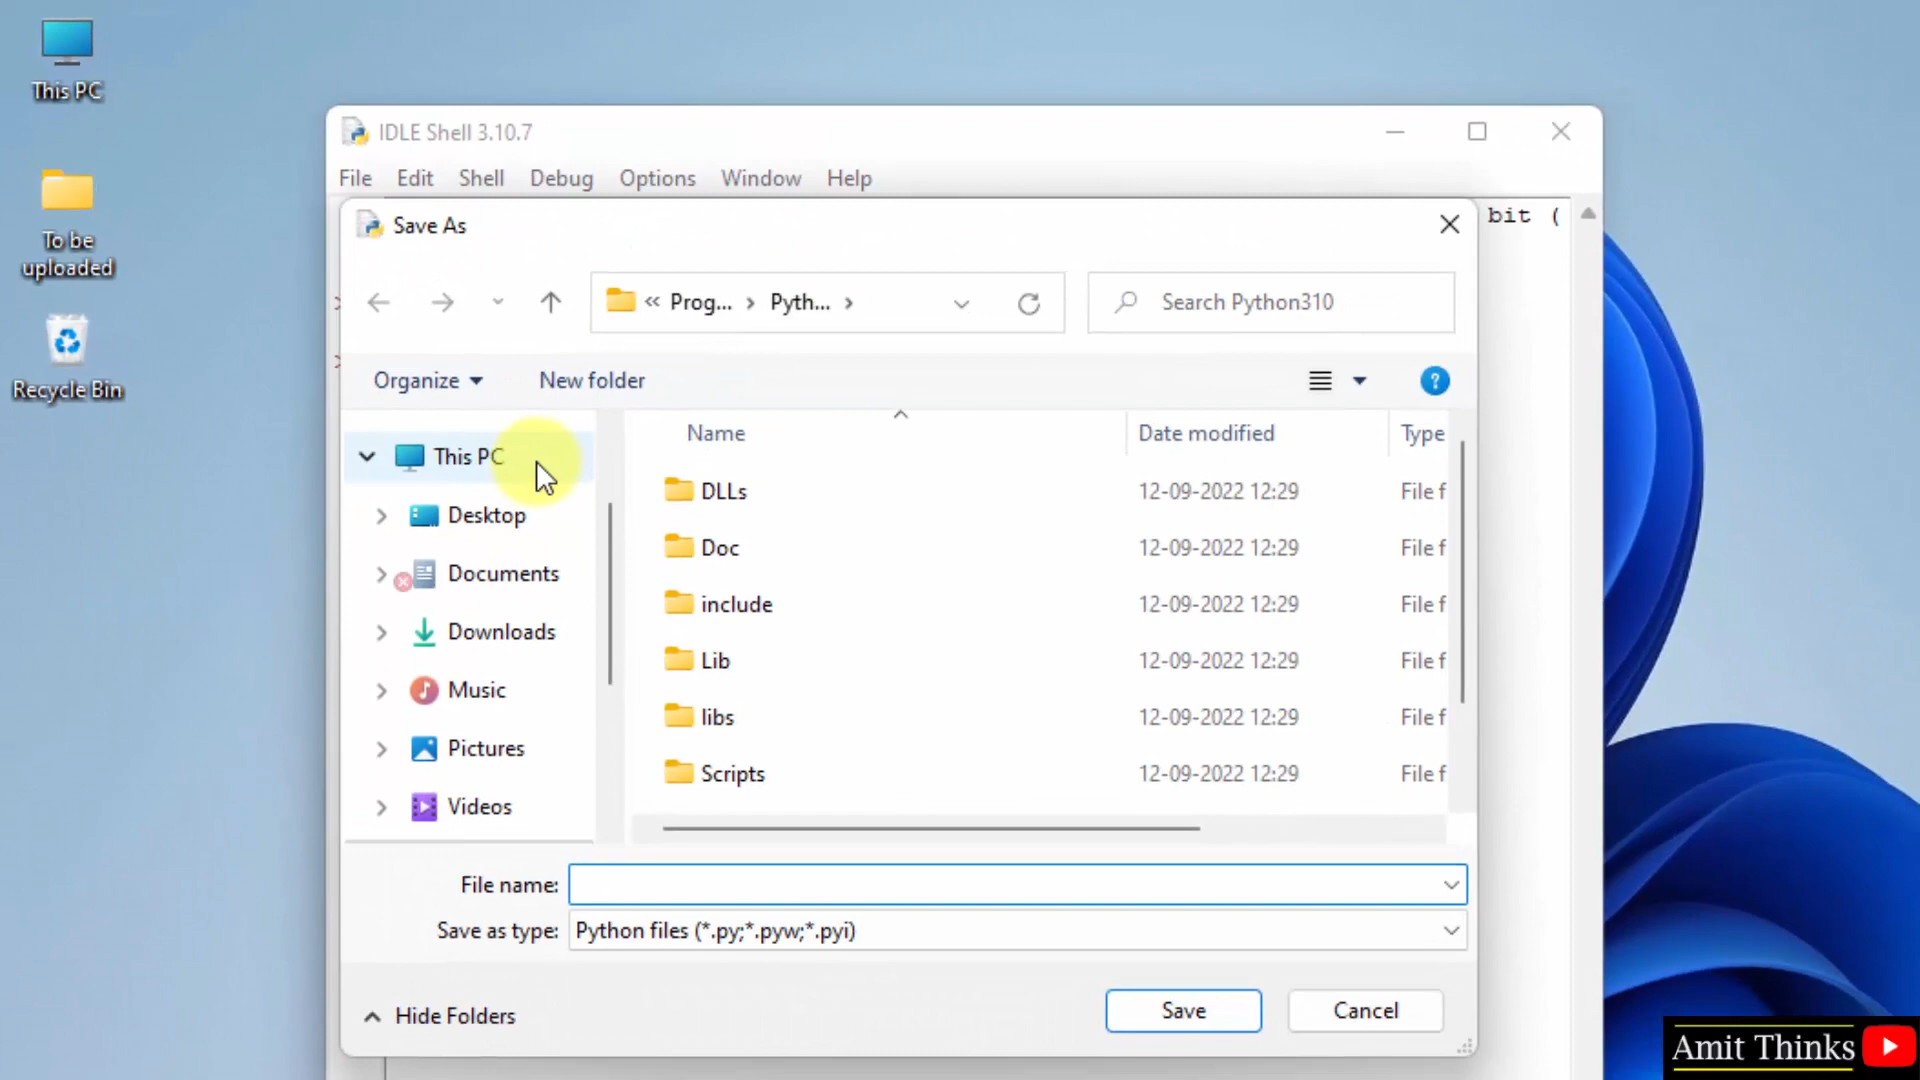 This PC
To be
uploaded
Recycle Bin
IDLE Shell 3.10.7
File Edit Shell Debug Options Window Help
bit (
Save As
« Prog... > Pyth... >
Search Python310
Organize
New folder
Name Date modified Type
This PC
Desktop
Documents
Downloads
Music
Pictures
Videos
DLLs 12-09-2022 12:29 File f
Doc 12-09-2022 12:29 File f
include 12-09-2022 12:29 File f
Lib 12-09-2022 12:29 File f
libs 12-09-2022 12:29 File f
Scripts 12-09-2022 12:29 File f
File name:
Save as type: Python files (*.py;*.pyw;*.pyi)
Hide Folders
Save
Cancel
Amit Thinks